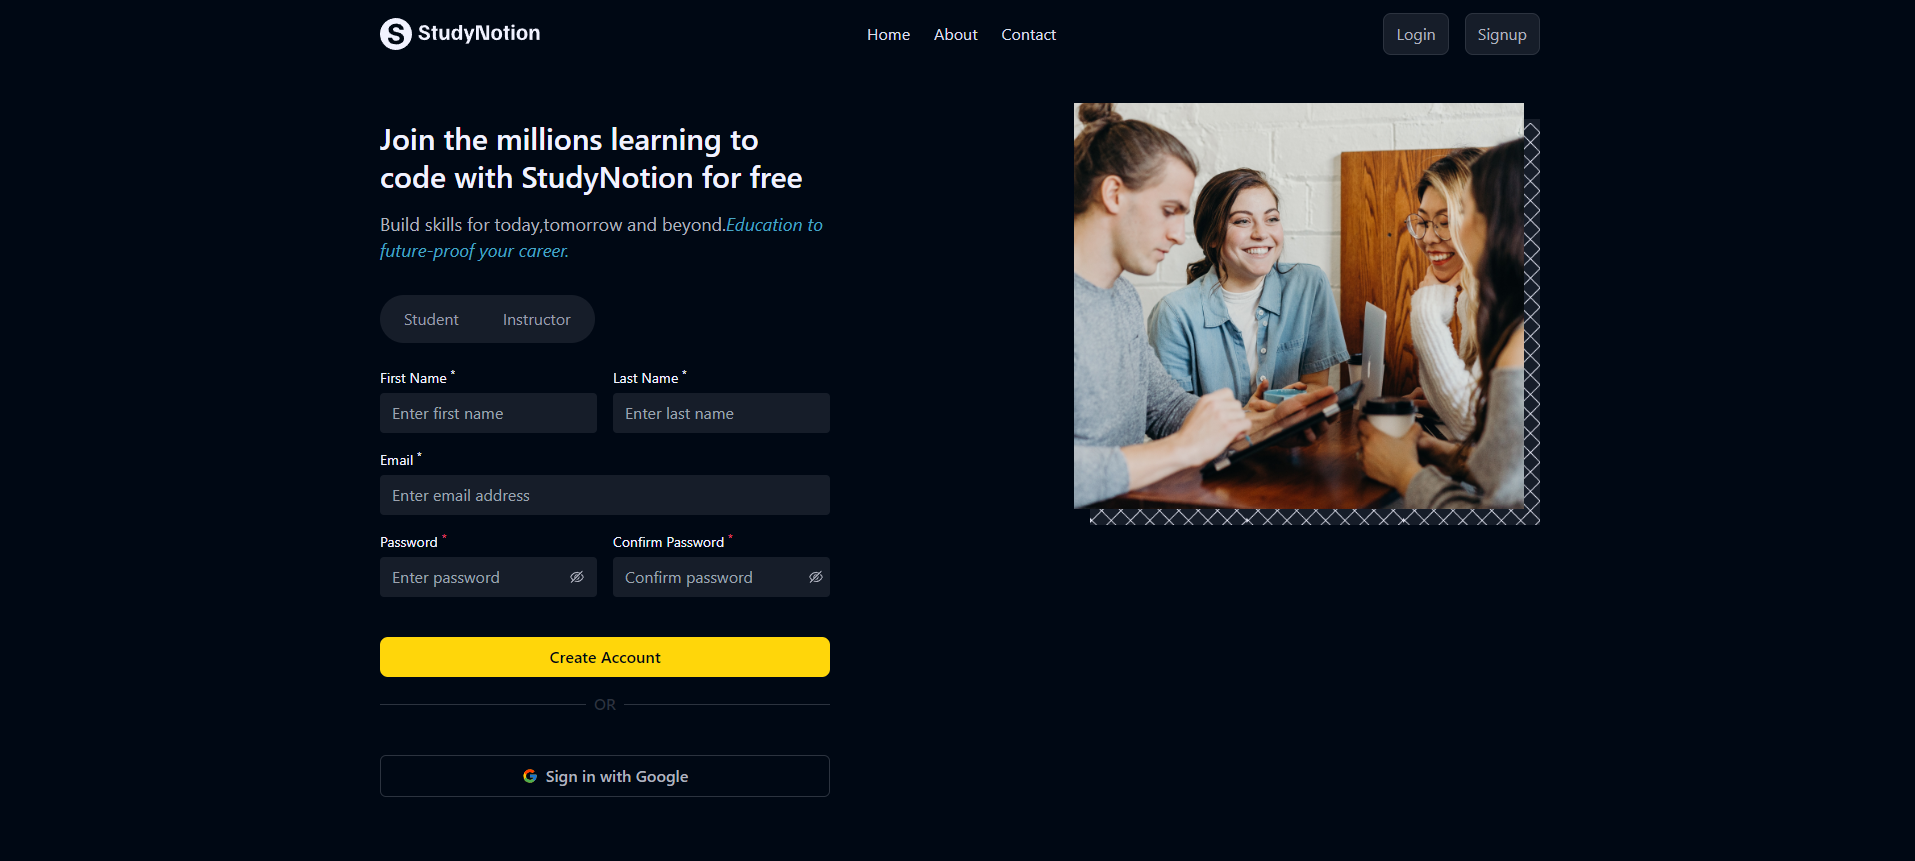 S StudyNotion
Home About Contact
Login Signup
Join the millions learning to
code with StudyNotion for free
Build skills for today,tomorrow and beyond.Education to
future-proof your career.
Student Instructor
First Name * Last Name *
Enter first name Enter last name
Email *
Enter email address
Password * Confirm Password *
Enter password Confirm password
Create Account
OR
Sign in with Google